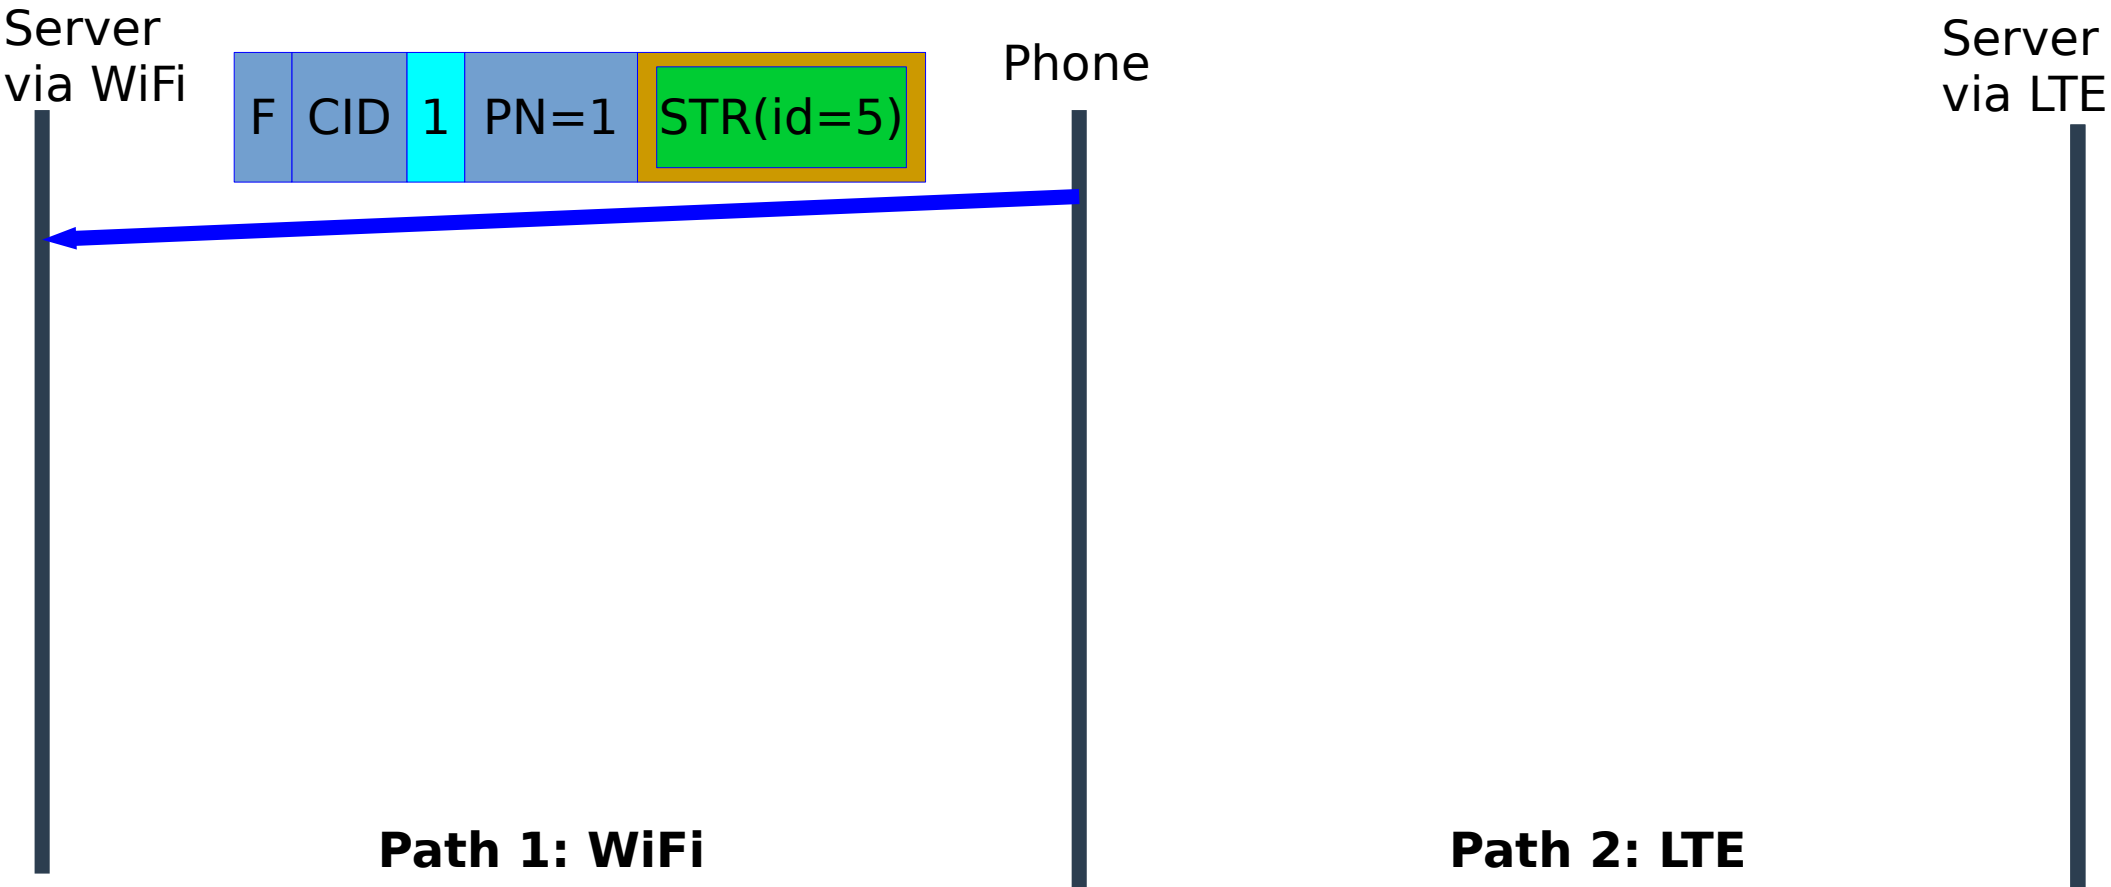 Server
via WiFi
F CID 1 PN=1 STR(id=5)
Phone
Server
via LTE
Path 1: WiFi
Path 2: LTE